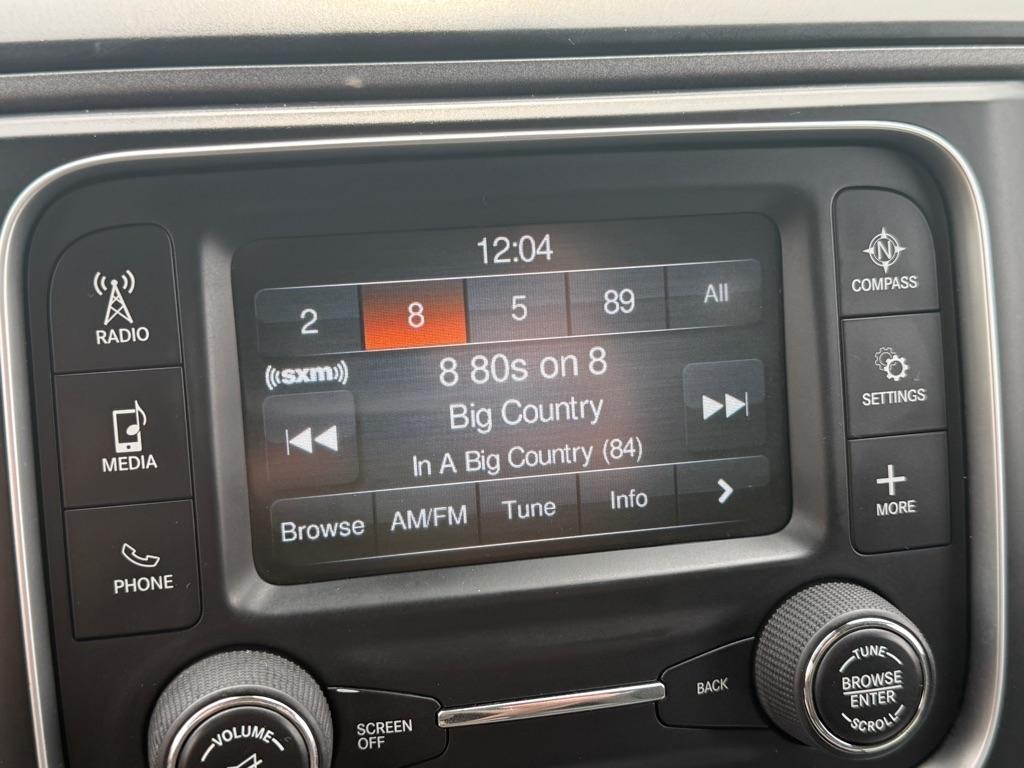 12:04
2 8 5 89 All
((sxm))
8 80s on 8
Big Country
In A Big Country (84)
Browse AM/FM Tune Info
RADIO
MEDIA
PHONE
N
COMPASS
SETTINGS
MORE
VOLUME
SCREEN
OFF
BACK
TUNE
BROWSE
ENTER
SCROLL